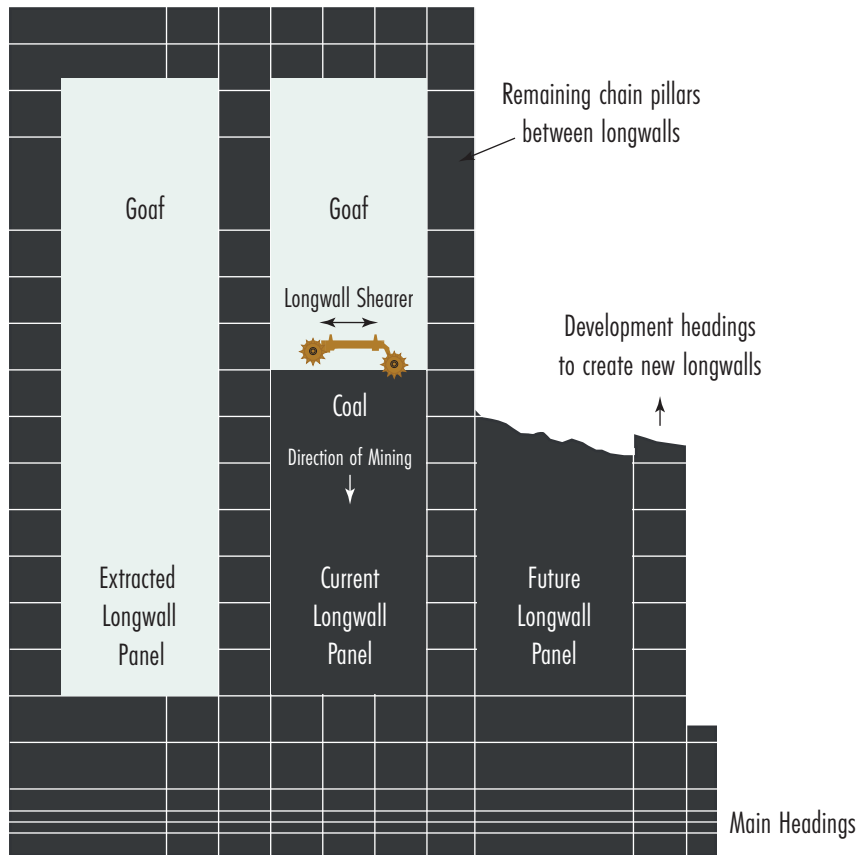 Remaining chain pillars
between longwalls
Goaf
Goaf
Longwall Shearer
Development headings
to create new longwalls
Coal
Direction of Mining
Extracted
Longwall
Panel
Current
Longwall
Panel
Future
Longwall
Panel
Main Headings